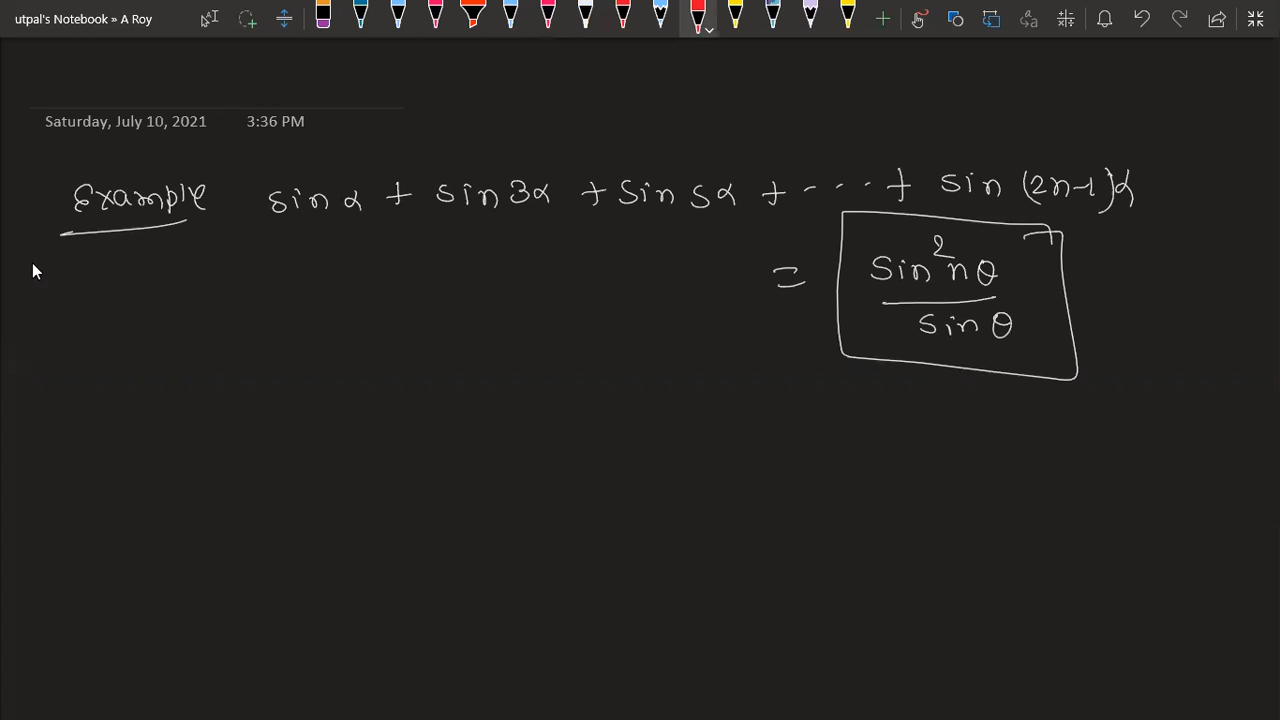 utpal's Notebook » A Roy
Saturday, July 10, 2021 3:36 PM
Example sin α + sin 3α + sin 5α + ---- + sin (2n-1)α
= sin²nθ / sinθ